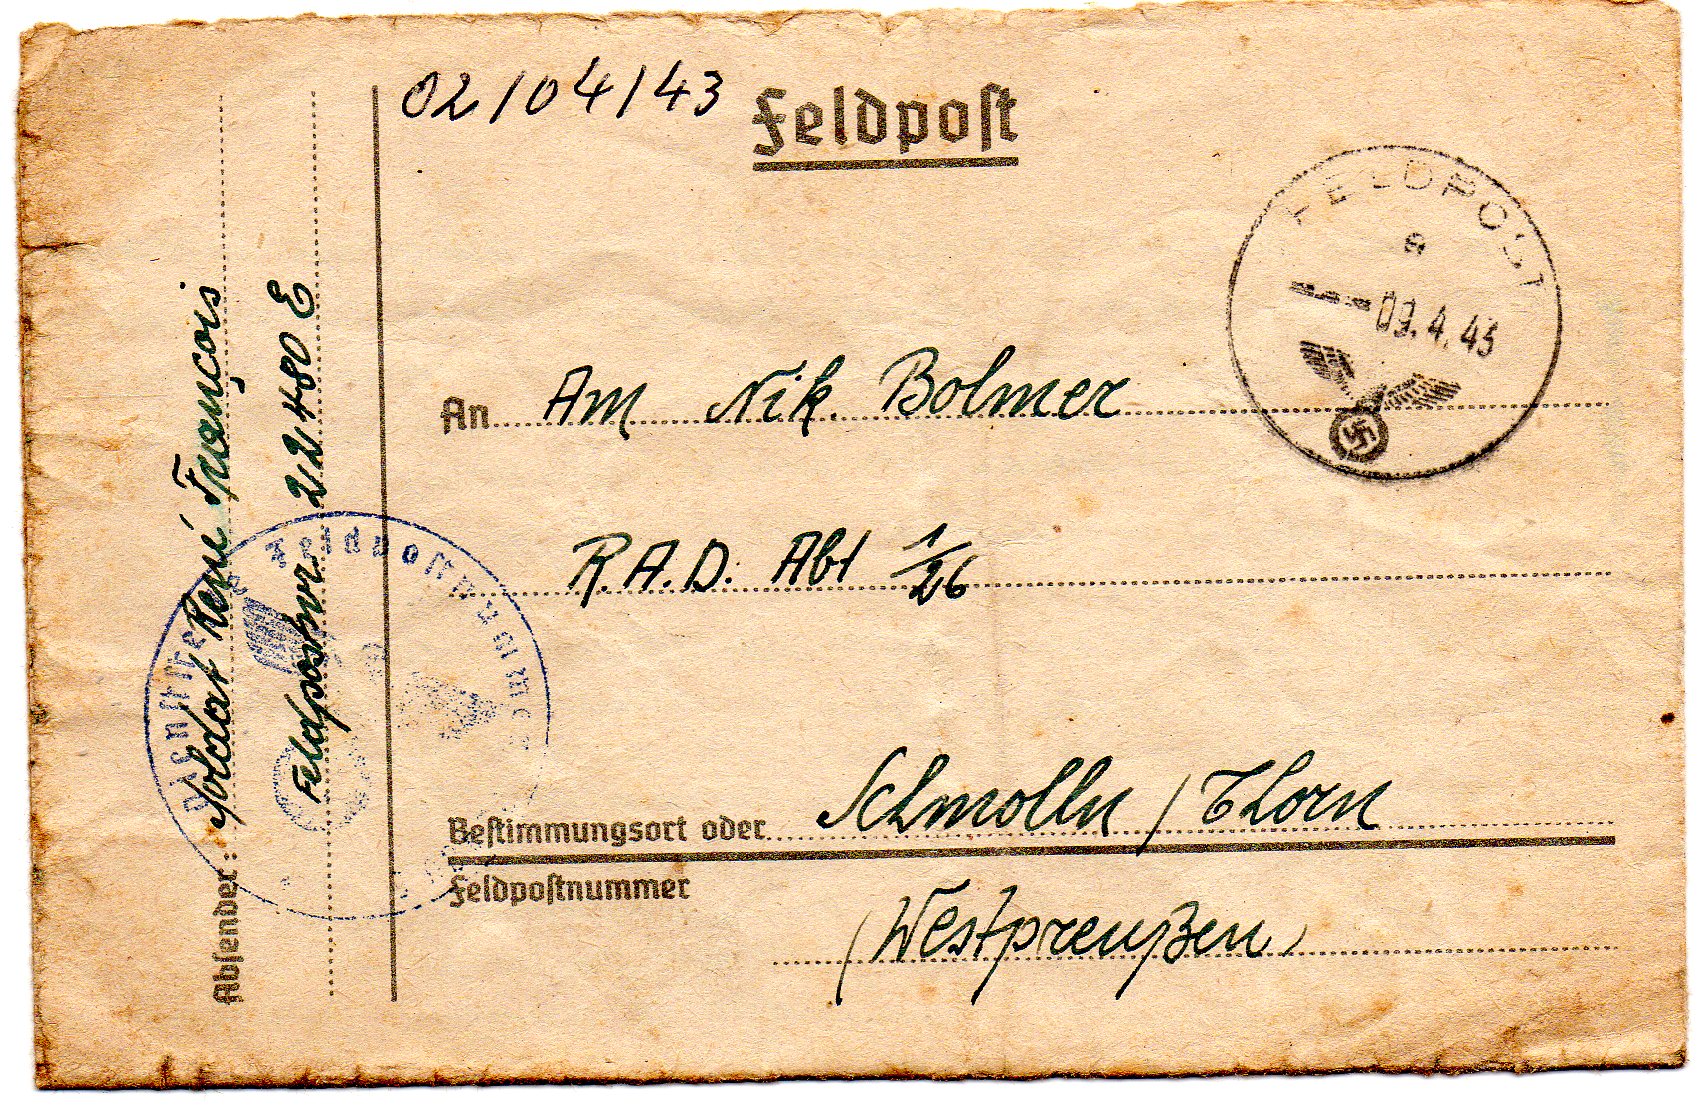 02/04/43
Feldpost
FELDPOST
a
09.4.43
An Am Nik. Bolmer
R.A.D. Abt 1/26
Bestimmungsort oder Schmolln / Thorn
Feldpostnummer
(Westpreußen)
Absender: Soldat René François
Feldpostnr. 22480 E